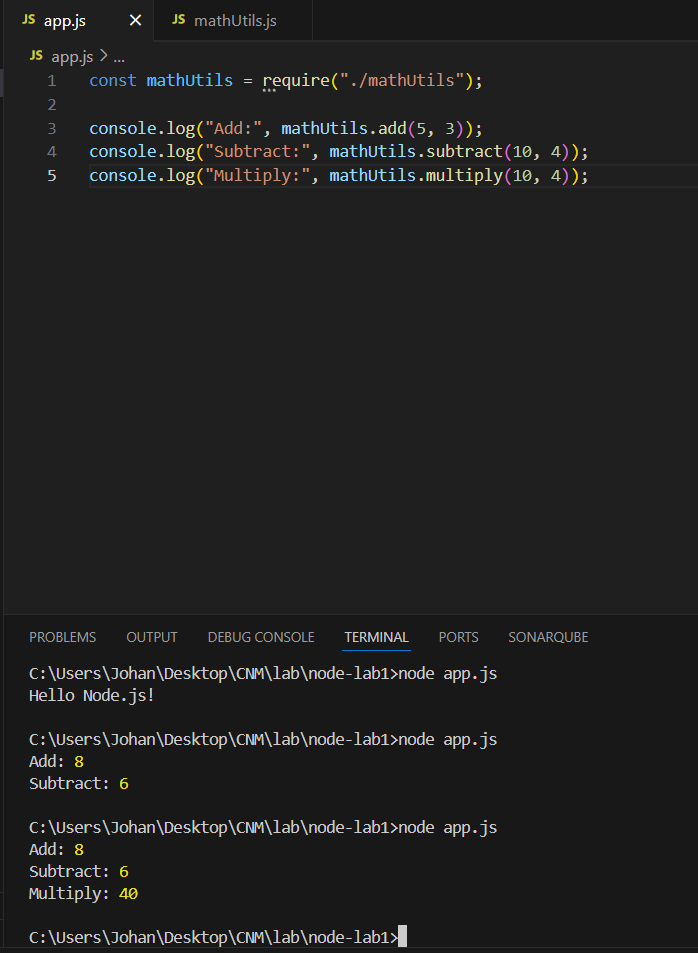 JS app.js × JS mathUtils.js
JS app.js > ...
1 const mathUtils = require("./mathUtils");
2
3 console.log("Add:", mathUtils.add(5, 3));
4 console.log("Subtract:", mathUtils.subtract(10, 4));
5 console.log("Multiply:", mathUtils.multiply(10, 4));
PROBLEMS OUTPUT DEBUG CONSOLE TERMINAL PORTS SONARQUBE
C:\Users\Johan\Desktop\CNM\lab\node-lab1>node app.js
Hello Node.js!
C:\Users\Johan\Desktop\CNM\lab\node-lab1>node app.js
Add: 8
Subtract: 6
C:\Users\Johan\Desktop\CNM\lab\node-lab1>node app.js
Add: 8
Subtract: 6
Multiply: 40
C:\Users\Johan\Desktop\CNM\lab\node-lab1>